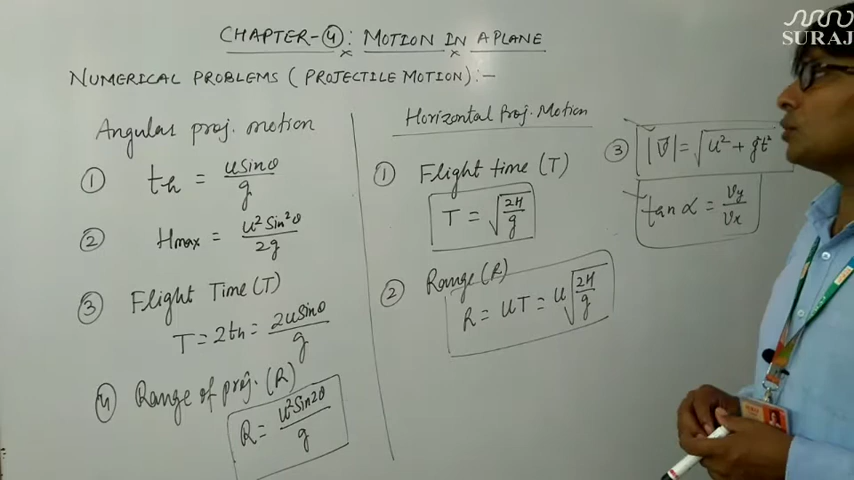 CHAPTER-④: MOTION IN A PLANE
NUMERICAL PROBLEMS (PROJECTILE MOTION):-
Angular proj. motion
① th = usinθ/g
② Hmax = u²Sin²θ/2g
③ Flight Time (T)
T = 2th = 2usinθ/g
④ Range of proj. (R)
R = u²Sin2θ/g
Horizontal Proj. Motion
① Flight time (T)
T = √(2H/g)
② Range (R)
R = UT = u√(2H/g)
③ |V⃗| = √(u² + g²t²)
tan α = vy/vx
SURAJ